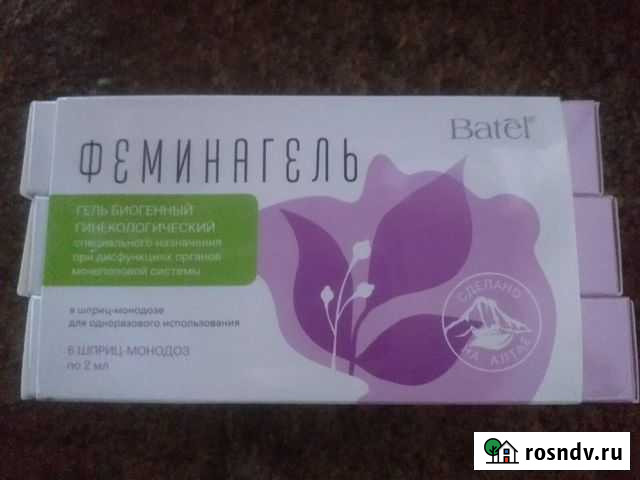 Batel®
ФЕМИНАГЕЛЬ
ГЕЛЬ БИОГЕННЫЙ
ГИНЕКОЛОГИЧЕСКИЙ
специального назначения
при дисфункциях органов
мочеполовой системы
в шприц-монодозе
для одноразового использования
6 ШПРИЦ-МОНОДОЗ
по 2 мл
СДЕЛАНО
НА АЛТАЕ
rosndv.ru